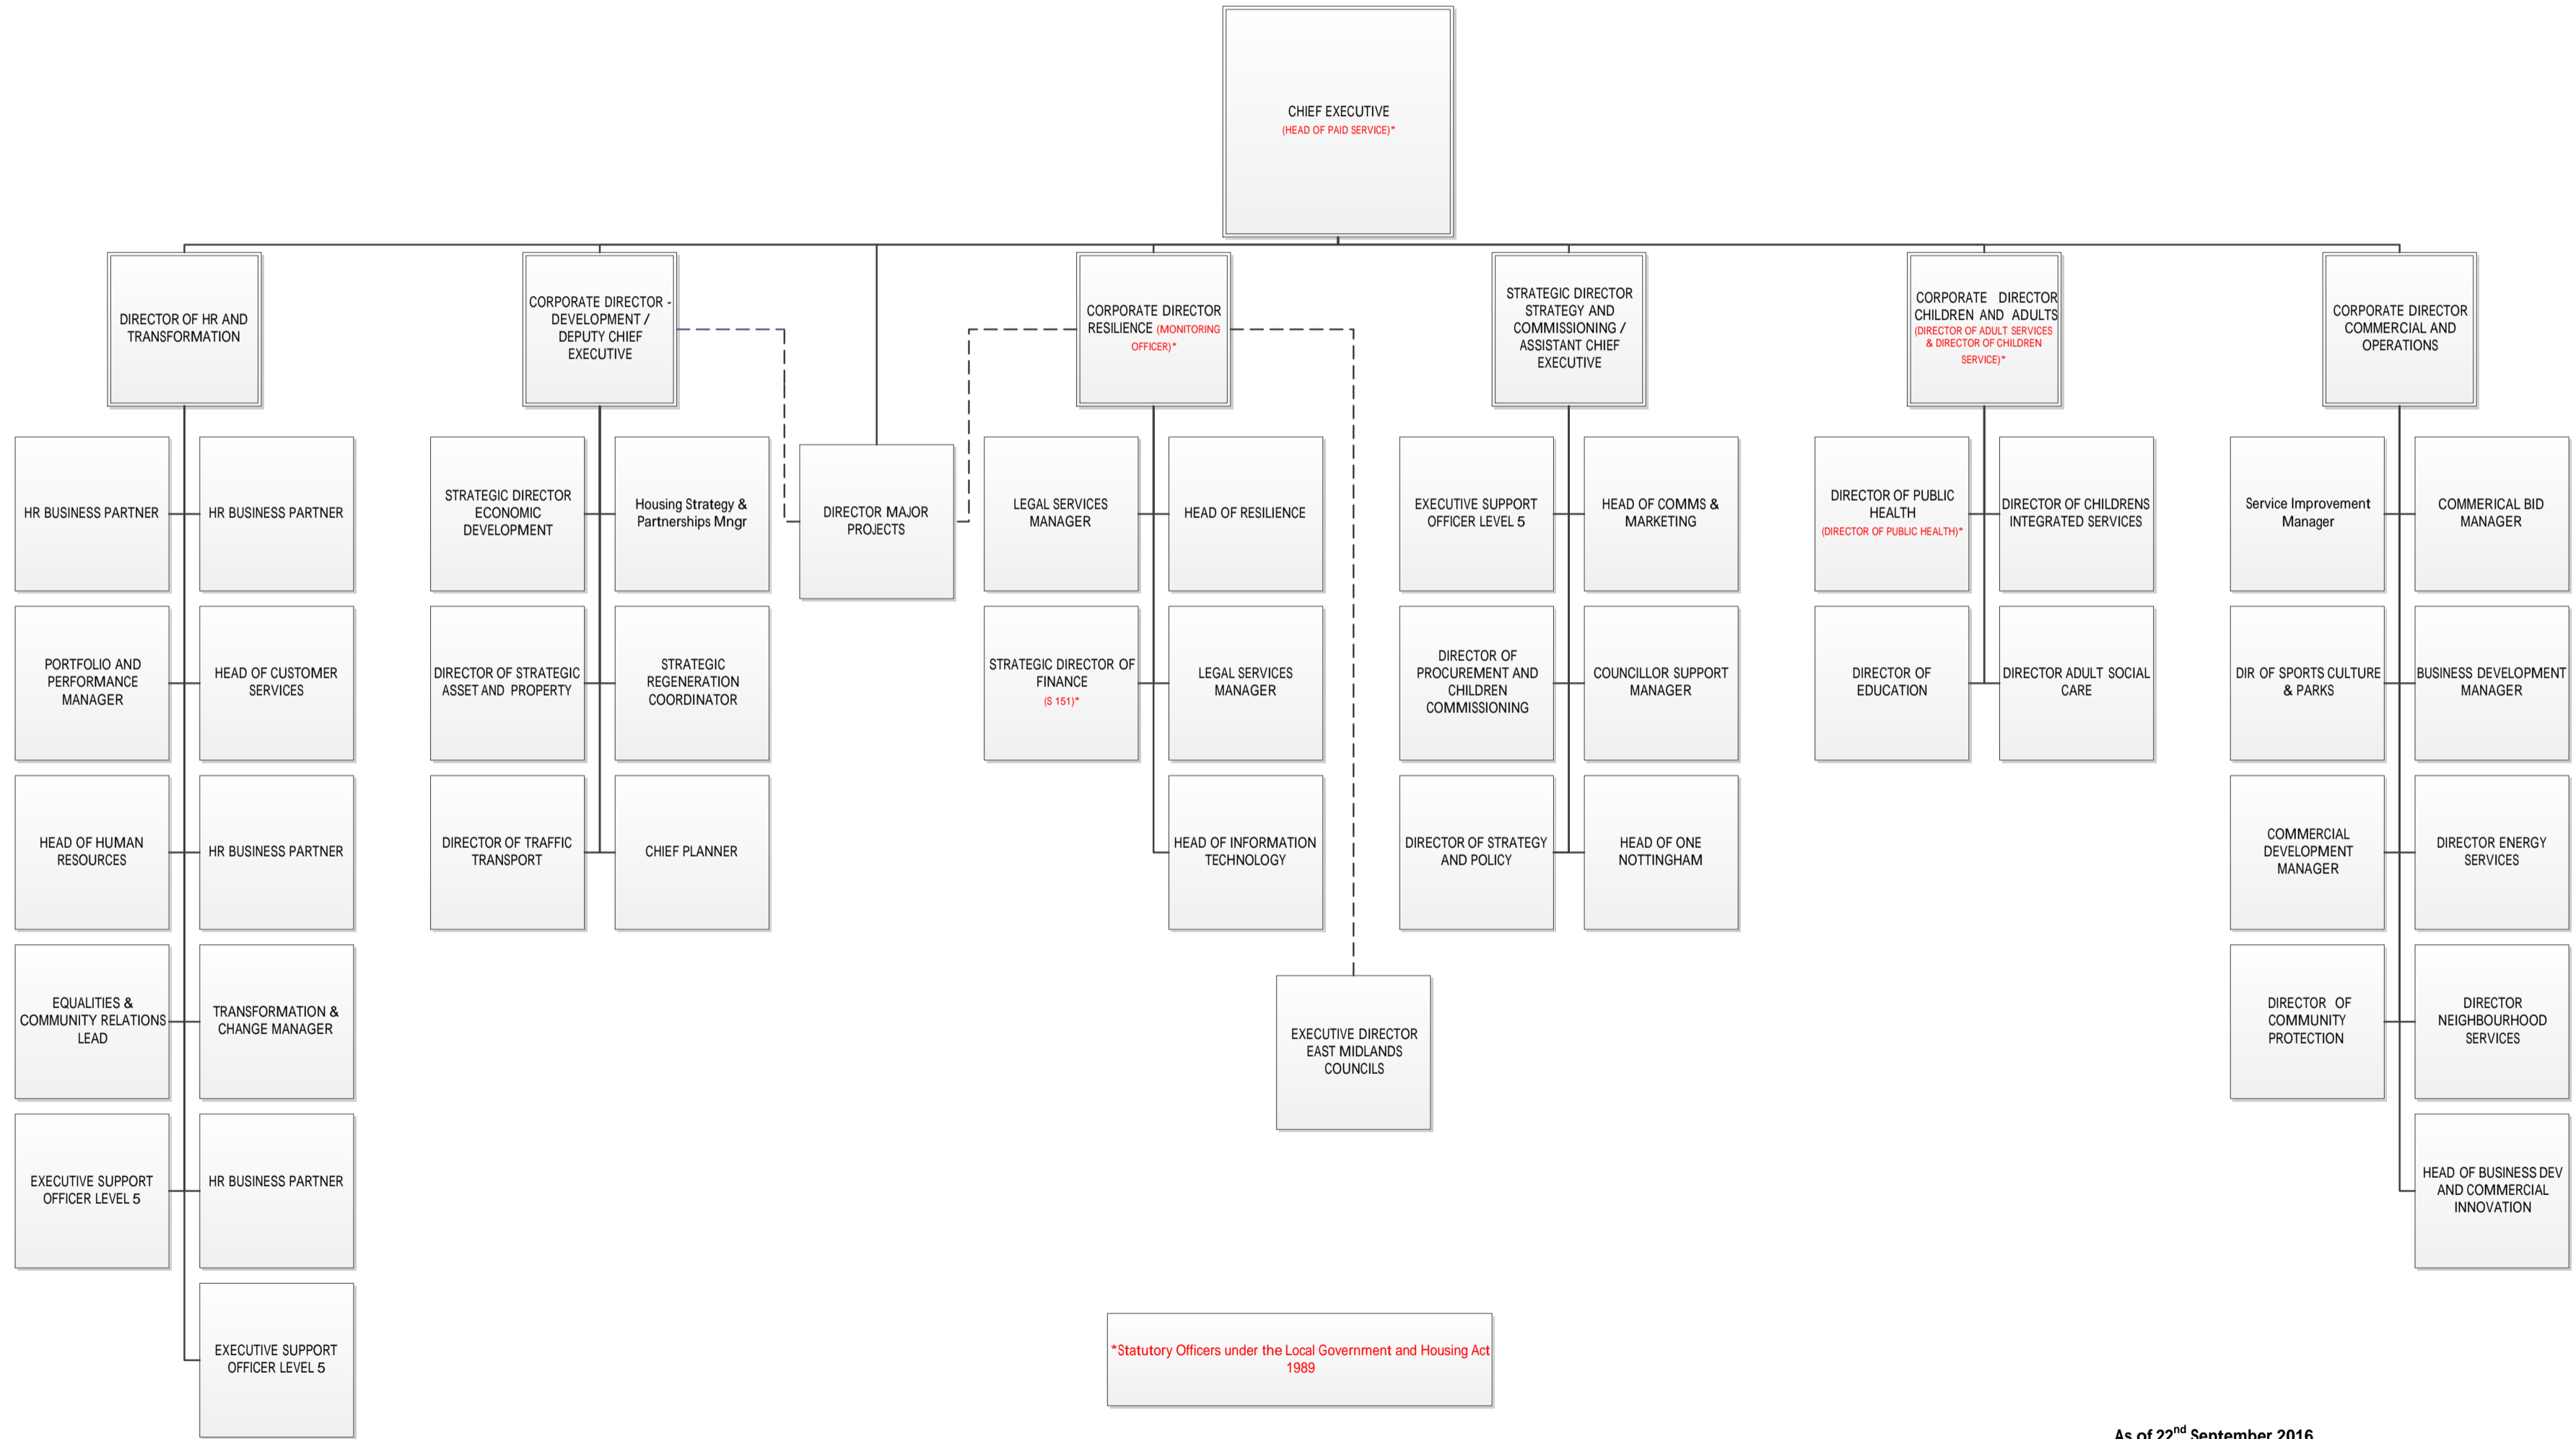 CHIEF EXECUTIVE
(HEAD OF PAID SERVICE)*
DIRECTOR OF HR AND
TRANSFORMATION
CORPORATE DIRECTOR -
DEVELOPMENT /
DEPUTY CHIEF
EXECUTIVE
CORPORATE DIRECTOR
RESILIENCE (MONITORING
OFFICER)*
STRATEGIC DIRECTOR
STRATEGY AND
COMMISSIONING /
ASSISTANT CHIEF
EXECUTIVE
CORPORATE DIRECTOR
CHILDREN AND ADULTS
(DIRECTOR OF ADULT SERVICES
& DIRECTOR OF CHILDREN
SERVICE)*
CORPORATE DIRECTOR
COMMERCIAL AND
OPERATIONS
HR BUSINESS PARTNER
HR BUSINESS PARTNER
STRATEGIC DIRECTOR
ECONOMIC
DEVELOPMENT
Housing Strategy &
Partnerships Mngr
DIRECTOR MAJOR
PROJECTS
LEGAL SERVICES
MANAGER
HEAD OF RESILIENCE
EXECUTIVE SUPPORT
OFFICER LEVEL 5
HEAD OF COMMS &
MARKETING
DIRECTOR OF PUBLIC
HEALTH
(DIRECTOR OF PUBLIC HEALTH)*
DIRECTOR OF CHILDRENS
INTEGRATED SERVICES
Service Improvement
Manager
COMMERICAL BID
MANAGER
PORTFOLIO AND
PERFORMANCE
MANAGER
HEAD OF CUSTOMER
SERVICES
DIRECTOR OF STRATEGIC
ASSET AND PROPERTY
STRATEGIC
REGENERATION
COORDINATOR
STRATEGIC DIRECTOR OF
FINANCE
(S 151)*
LEGAL SERVICES
MANAGER
DIRECTOR OF
PROCUREMENT AND
CHILDREN
COMMISSIONING
COUNCILLOR SUPPORT
MANAGER
DIRECTOR OF
EDUCATION
DIRECTOR ADULT SOCIAL
CARE
DIR OF SPORTS CULTURE
& PARKS
BUSINESS DEVELOPMENT
MANAGER
HEAD OF HUMAN
RESOURCES
HR BUSINESS PARTNER
DIRECTOR OF TRAFFIC
TRANSPORT
CHIEF PLANNER
HEAD OF INFORMATION
TECHNOLOGY
DIRECTOR OF STRATEGY
AND POLICY
HEAD OF ONE
NOTTINGHAM
COMMERCIAL
DEVELOPMENT
MANAGER
DIRECTOR ENERGY
SERVICES
EQUALITIES &
COMMUNITY RELATIONS
LEAD
TRANSFORMATION &
CHANGE MANAGER
EXECUTIVE DIRECTOR
EAST MIDLANDS
COUNCILS
DIRECTOR OF
COMMUNITY
PROTECTION
DIRECTOR
NEIGHBOURHOOD
SERVICES
EXECUTIVE SUPPORT
OFFICER LEVEL 5
HR BUSINESS PARTNER
HEAD OF BUSINESS DEV
AND COMMERCIAL
INNOVATION
EXECUTIVE SUPPORT
OFFICER LEVEL 5
*Statutory Officers under the Local Government and Housing Act
1989
As of 22nd September 2016